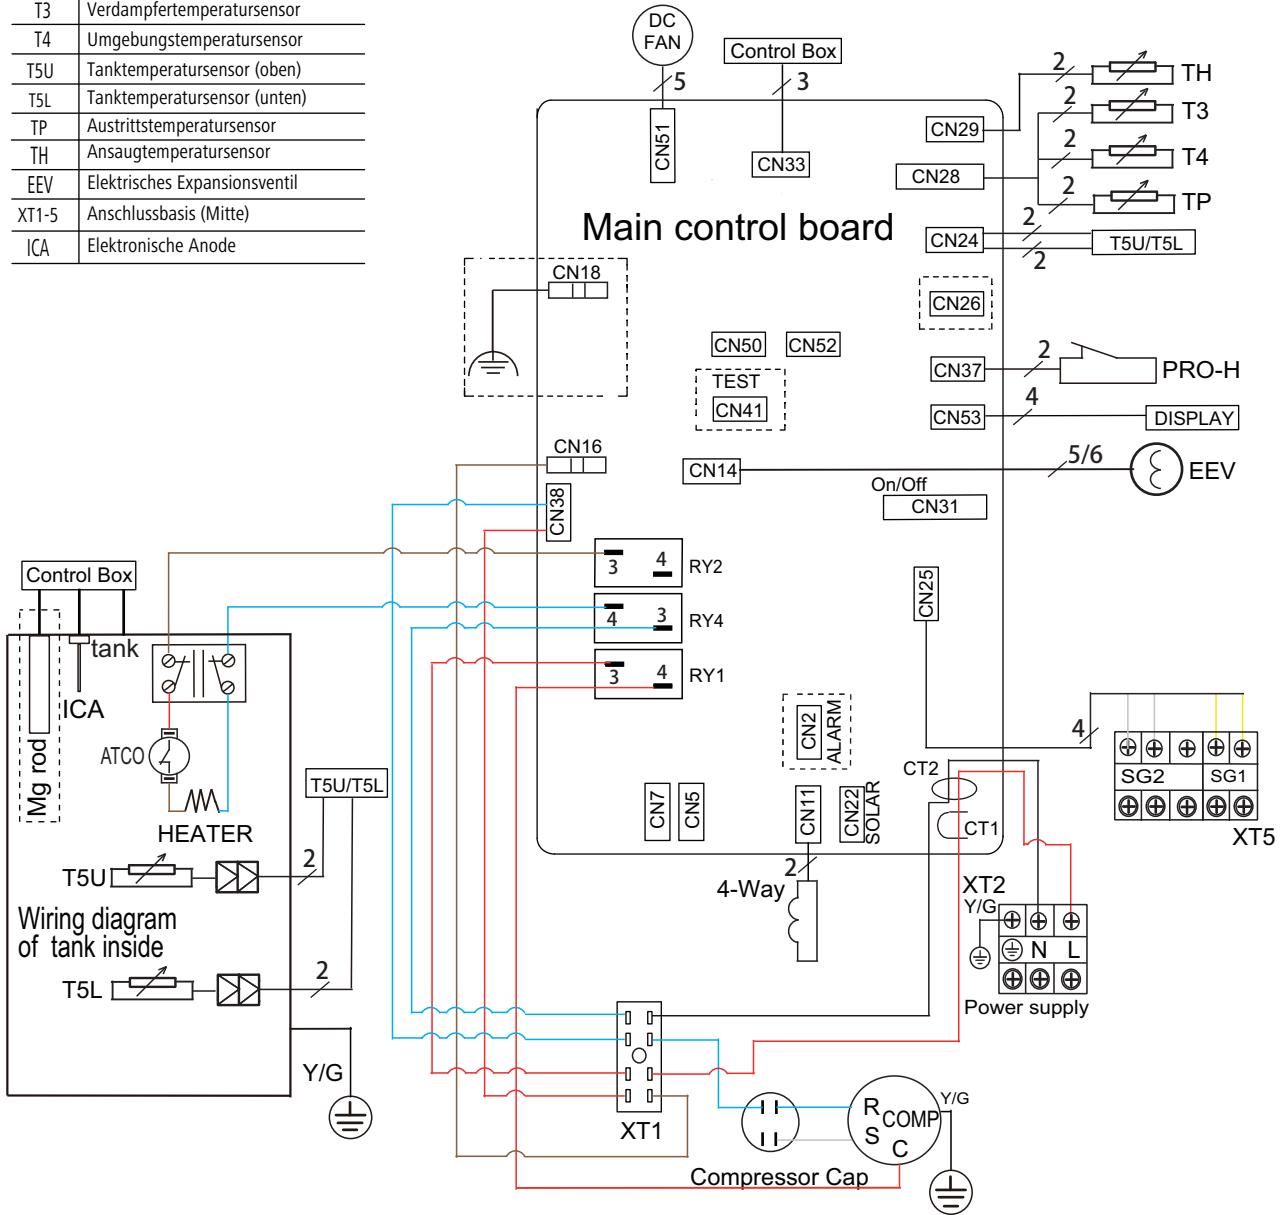 T3 Verdampfertemperatursensor
T4 Umgebungstemperatursensor
T5U Tanktemperatursensor (oben)
T5L Tanktemperatursensor (unten)
TP Austrittstemperatursensor
TH Ansaugtemperatursensor
EEV Elektrisches Expansionsventil
XT1-5 Anschlussbasis (Mitte)
ICA Elektronische Anode
DC
FAN
Control Box
5
3
CN51
CN33
CN29
CN28
2
TH
2
T3
2
T4
2
TP
Main control board
CN24
2
2
T5U/T5L
CN18
CN26
CN50
CN52
TEST
CN41
CN37
2
PRO-H
CN53
4
DISPLAY
CN16
CN14
5/6
EEV
On/Off
CN31
CN38
3
4
RY2
4
3
RY4
3
4
RY1
CN25
Control Box
tank
ICA
Mg rod
ATCO
HEATER
T5U/T5L
T5U
2
Wiring diagram
of tank inside
T5L
2
Y/G
CN2
ALARM
CN7
CN5
CN11
CN22
SOLAR
CT2
CT1
2
4-Way
4
SG2
SG1
XT5
XT2
Y/G
N
L
Power supply
XT1
R
S
COMP
C
Y/G
Compressor Cap